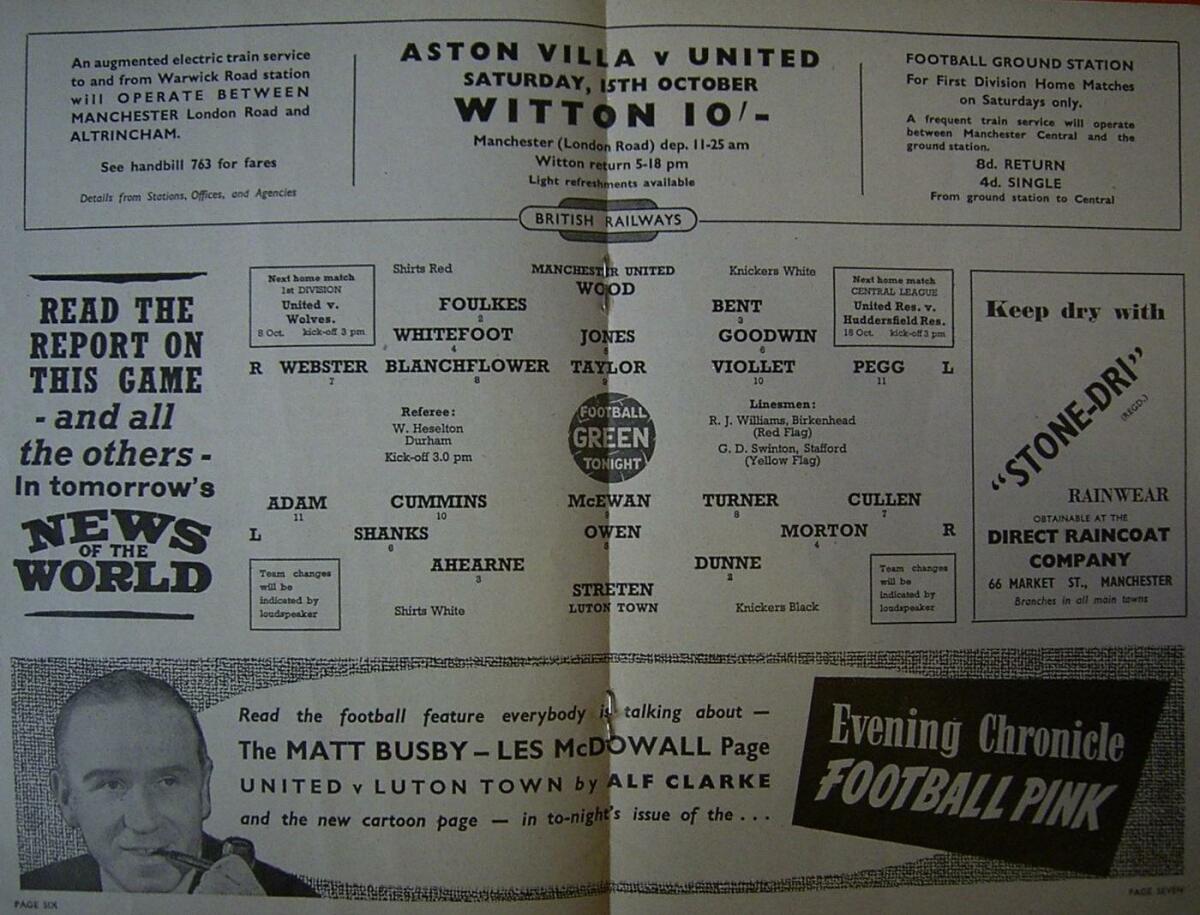 An augmented electric train service
to and from Warwick Road station
will OPERATE BETWEEN
MANCHESTER London Road and
ALTRINCHAM.
See handbill 763 for fares
Details from Stations, Offices, and Agencies
ASTON VILLA v UNITED
SATURDAY, 15TH OCTOBER
WITTON 10/-
Manchester (London Road) dep. 11-25 am
Witton return 5-18 pm
Light refreshments available
BRITISH RAILWAYS
FOOTBALL GROUND STATION
For First Division Home Matches
on Saturdays only.
A frequent train service will operate
between Manchester Central and the
ground station.
8d. RETURN
4d. SINGLE
From ground station to Central
READ THE
REPORT ON
THIS GAME
- and all
the others -
In tomorrow's
NEWS
OF THE
WORLD
Next home match
1st DIVISION
United v.
Wolves.
8 Oct. kick-off 3 pm
Shirts Red MANCHESTER UNITED Knickers White
WOOD
Next home match
CENTRAL LEAGUE
United Res. v.
Huddersfield Res.
15 Oct. kick-off 3 pm
FOULKES BENT
2 3
WHITEFOOT JONES GOODWIN
4 5 6
R WEBSTER BLANCHFLOWER TAYLOR VIOLLET PEGG L
7 8 9 10 11
Referee:
W. Heselton
Durham
Kick-off 3.0 pm
FOOTBALL
GREEN
TONIGHT
Linesmen:
R. J. Williams, Birkenhead
(Red Flag)
G. D. Swinton, Stafford
(Yellow Flag)
ADAM CUMMINS McEWAN TURNER CULLEN
11 10 9 8 7
L SHANKS OWEN MORTON R
6 5 4
AHEARNE DUNNE
3 2
STRETEN
Shirts White LUTON TOWN Knickers Black
Team changes
will be
indicated by
loudspeaker
Team changes
will be
indicated by
loudspeaker
Keep dry with
"STONE-DRI"
(REGD.)
RAINWEAR
OBTAINABLE AT THE
DIRECT RAINCOAT
COMPANY
66 MARKET ST., MANCHESTER
Branches in all main towns
Read the football feature everybody is talking about —
The MATT BUSBY – LES McDOWALL Page
UNITED v LUTON TOWN by ALF CLARKE
and the new cartoon page — in to-night's issue of the . . .
Evening Chronicle
FOOTBALL PINK
PAGE SIX
PAGE SEVEN